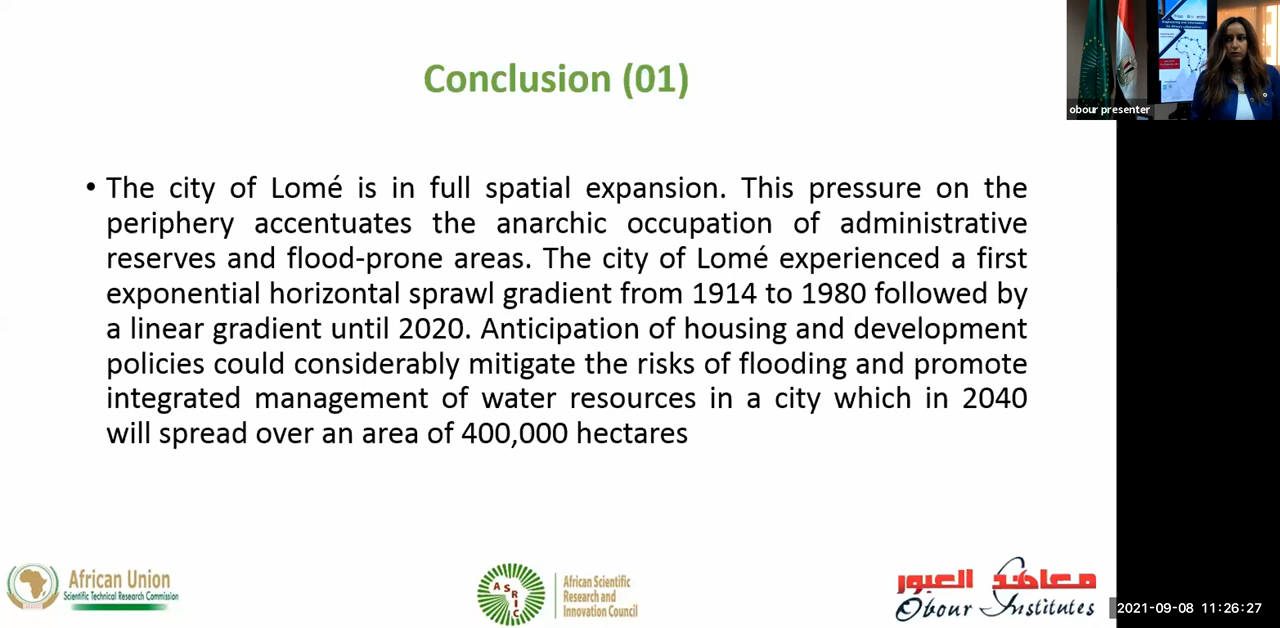 Conclusion (01)
• The city of Lomé is in full spatial expansion. This pressure on the
periphery accentuates the anarchic occupation of administrative
reserves and flood-prone areas. The city of Lomé experienced a first
exponential horizontal sprawl gradient from 1914 to 1980 followed by
a linear gradient until 2020. Anticipation of housing and development
policies could considerably mitigate the risks of flooding and promote
integrated management of water resources in a city which in 2040
will spread over an area of 400,000 hectares
obour presenter
African Union
Scientific Technical Research Commission
ASRIC
African Scientific
Research and
Innovation Council
معاهد العبور
Obour Institutes
2021-09-08 11:26:27